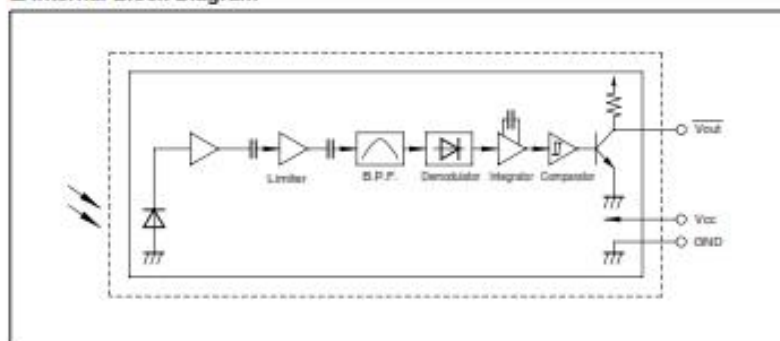 Vout
Limiter
B.P.F.
Demodulator
Integrator
Comparator
Vcc
GND